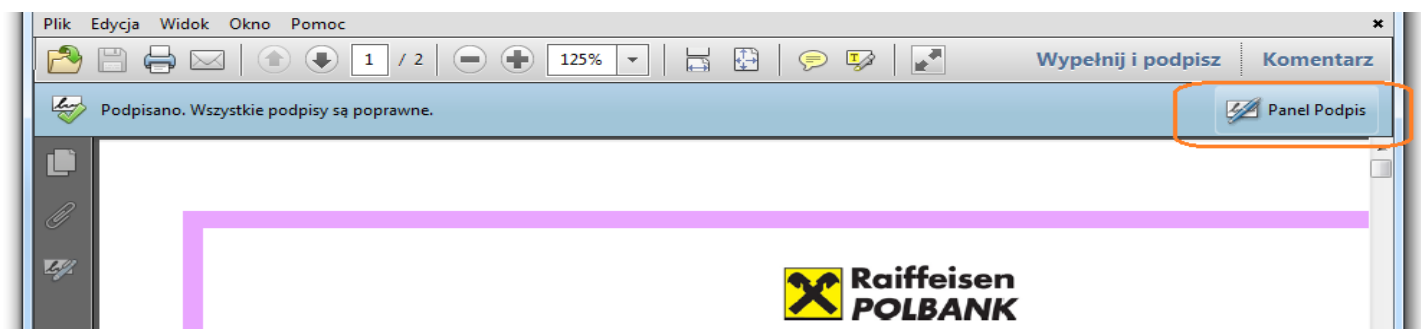 Plik Edycja Widok Okno Pomoc
1 / 2 125% Wypełnij i podpisz Komentarz
Podpisano. Wszystkie podpisy są poprawne. Panel Podpis
Raiffeisen
POLBANK